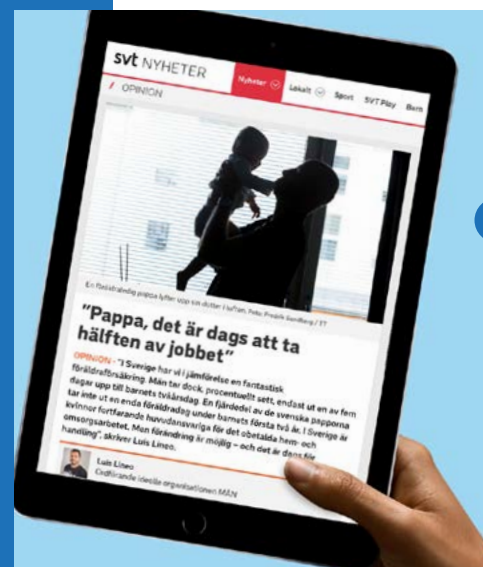 svt NYHETER
Nyheter Lokalt Sport SVT Play Barn
/ OPINION
En föräldraledig pappa lyfter upp sin dotter i luften. Foto: Fredrik Sandberg / TT
"Pappa, det är dags att ta
hälften av jobbet"
OPINION · "I Sverige har vi i jämförelse en fantastisk
föräldraförsäkring. Män tar dock, procentuellt sett, endast ut en av fem
dagar upp till barnets tvåårsdag. En fjärdedel av de svenska papporna
tar inte ut en enda föräldradag under barnets första två år. I Sverige är
kvinnor fortfarande huvudansvariga för det obetalda hem- och
omsorgsarbetet. Men förändring är möjlig – och det är dags för
handling", skriver Luis Lineo.
Luis Lineo
Ordförande ideella organisationen MÄN